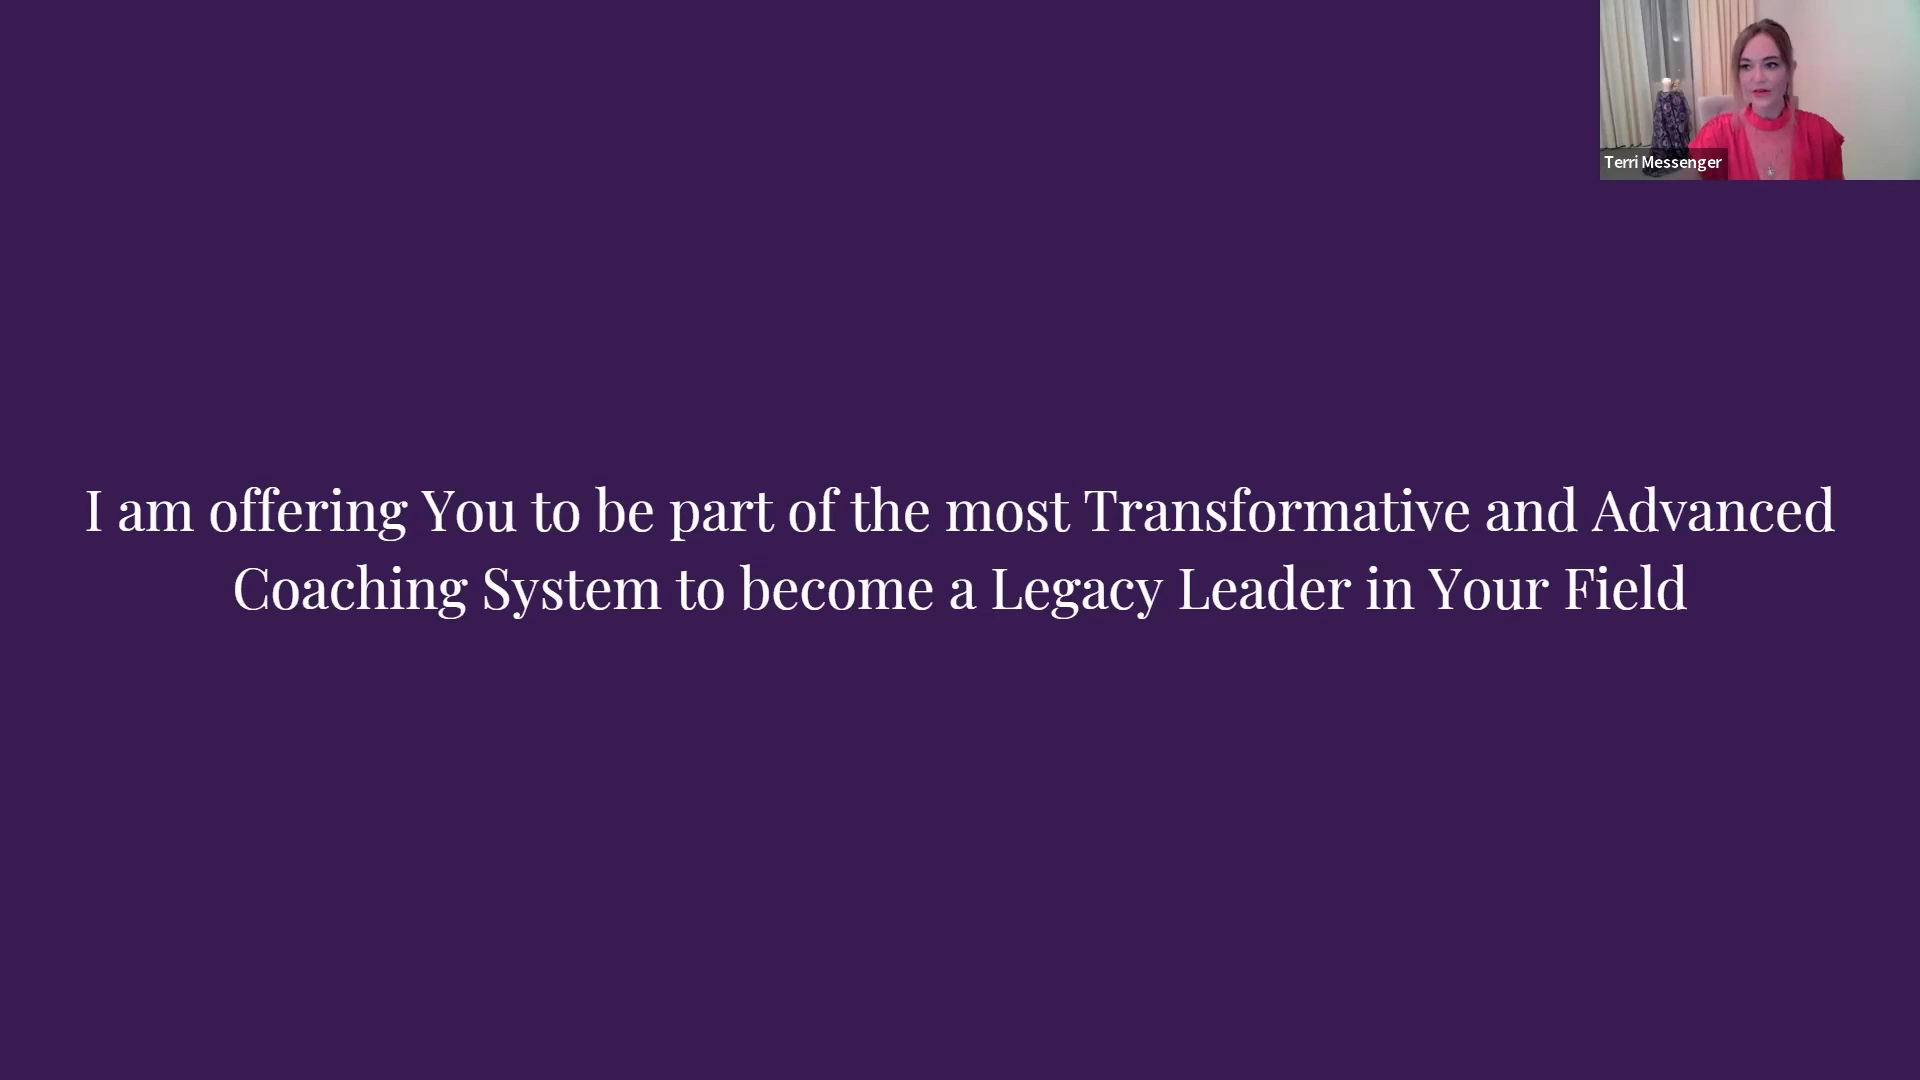 Terri Messenger
I am offering You to be part of the most Transformative and Advanced
Coaching System to become a Legacy Leader in Your Field